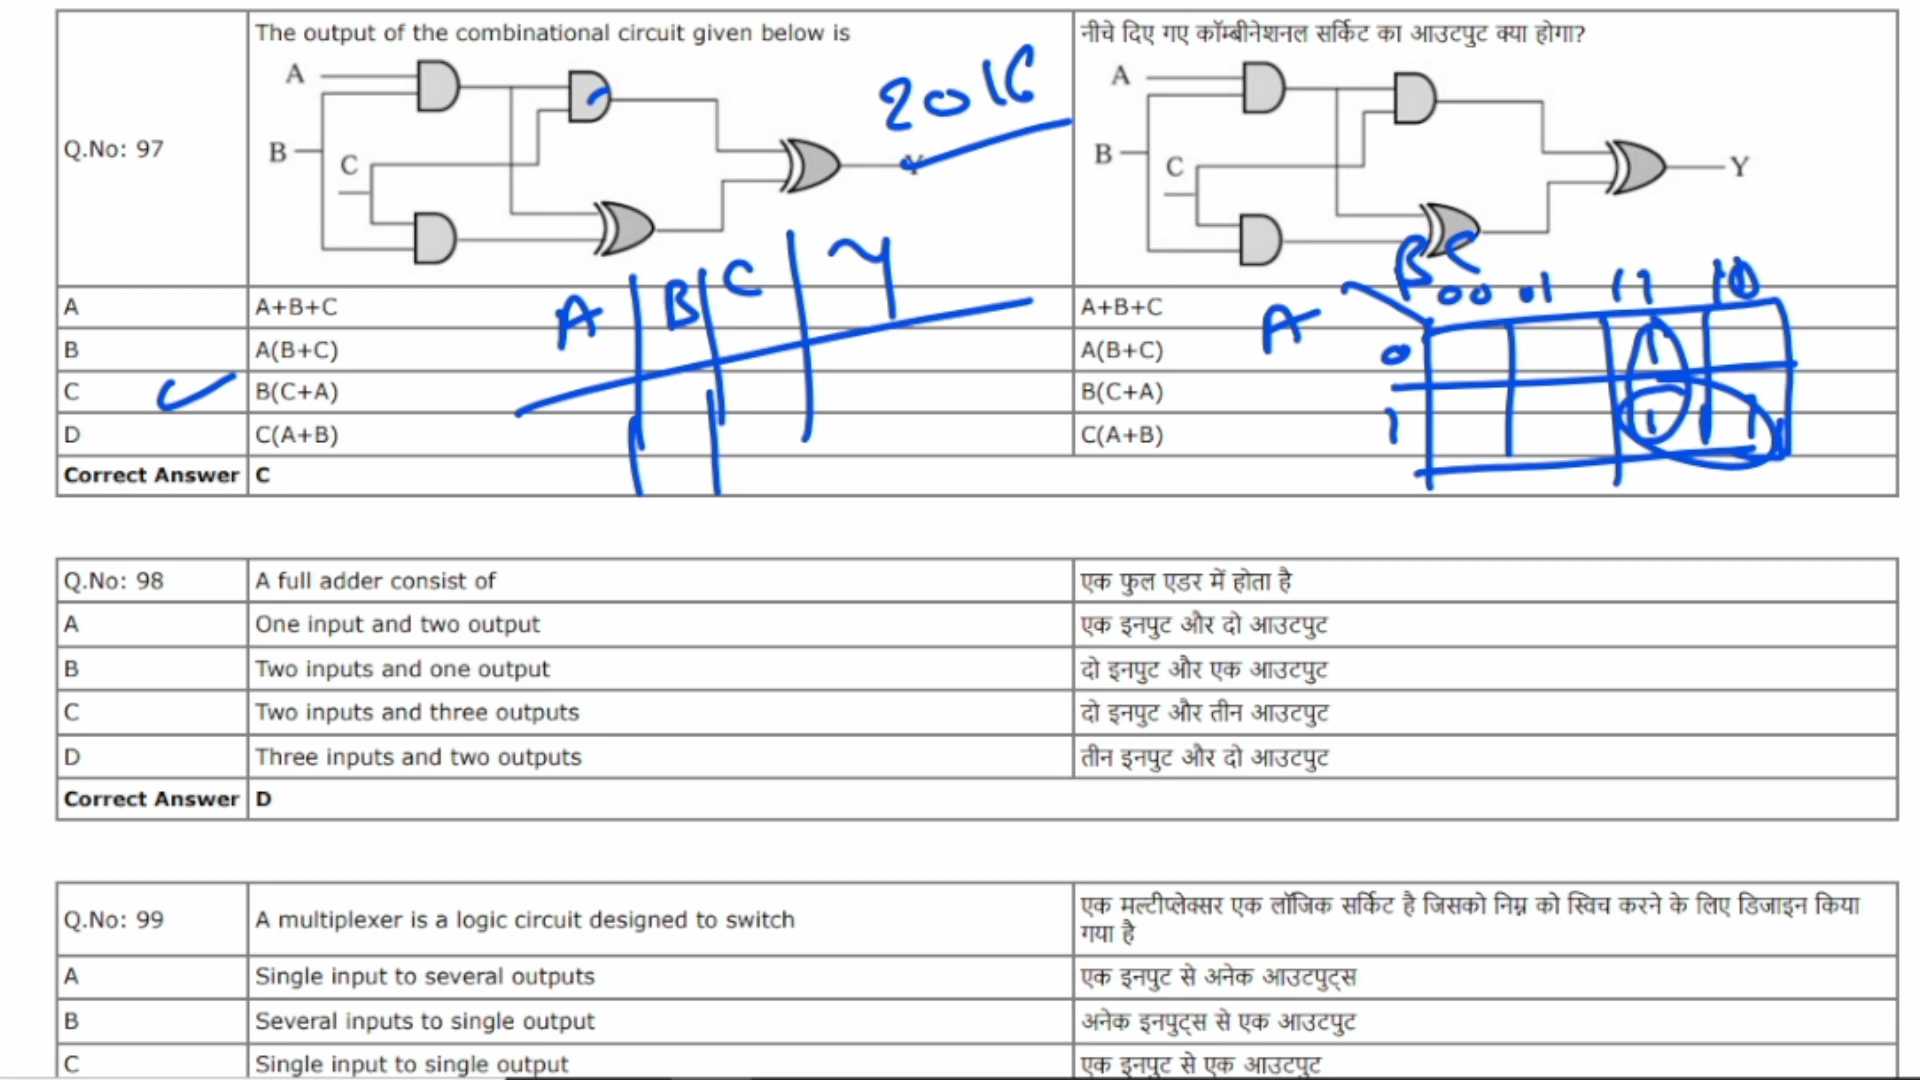 Q.No: 97
The output of the combinational circuit given below is
A
B
C
2016
Y
नीचे दिए गए कॉम्बीनेशनल सर्किट का आउटपुट क्या होगा?
A
B
C
Y
A B C Y
BC
00 01 11 10
A
0 1
1 1 1
A A+B+C A+B+C
B A(B+C) A(B+C)
C B(C+A) B(C+A)
D C(A+B) C(A+B)
Correct Answer C
Q.No: 98 A full adder consist of एक फुल एडर में होता है
A One input and two output एक इनपुट और दो आउटपुट
B Two inputs and one output दो इनपुट और एक आउटपुट
C Two inputs and three outputs दो इनपुट और तीन आउटपुट
D Three inputs and two outputs तीन इनपुट और दो आउटपुट
Correct Answer D
Q.No: 99 A multiplexer is a logic circuit designed to switch एक मल्टीप्लेक्सर एक लॉजिक सर्किट है जिसको निम्न को स्विच करने के लिए डिजाइन किया
गया है
A Single input to several outputs एक इनपुट से अनेक आउटपुट्स
B Several inputs to single output अनेक इनपुट्स से एक आउटपुट
C Single input to single output एक इनपुट से एक आउटपुट